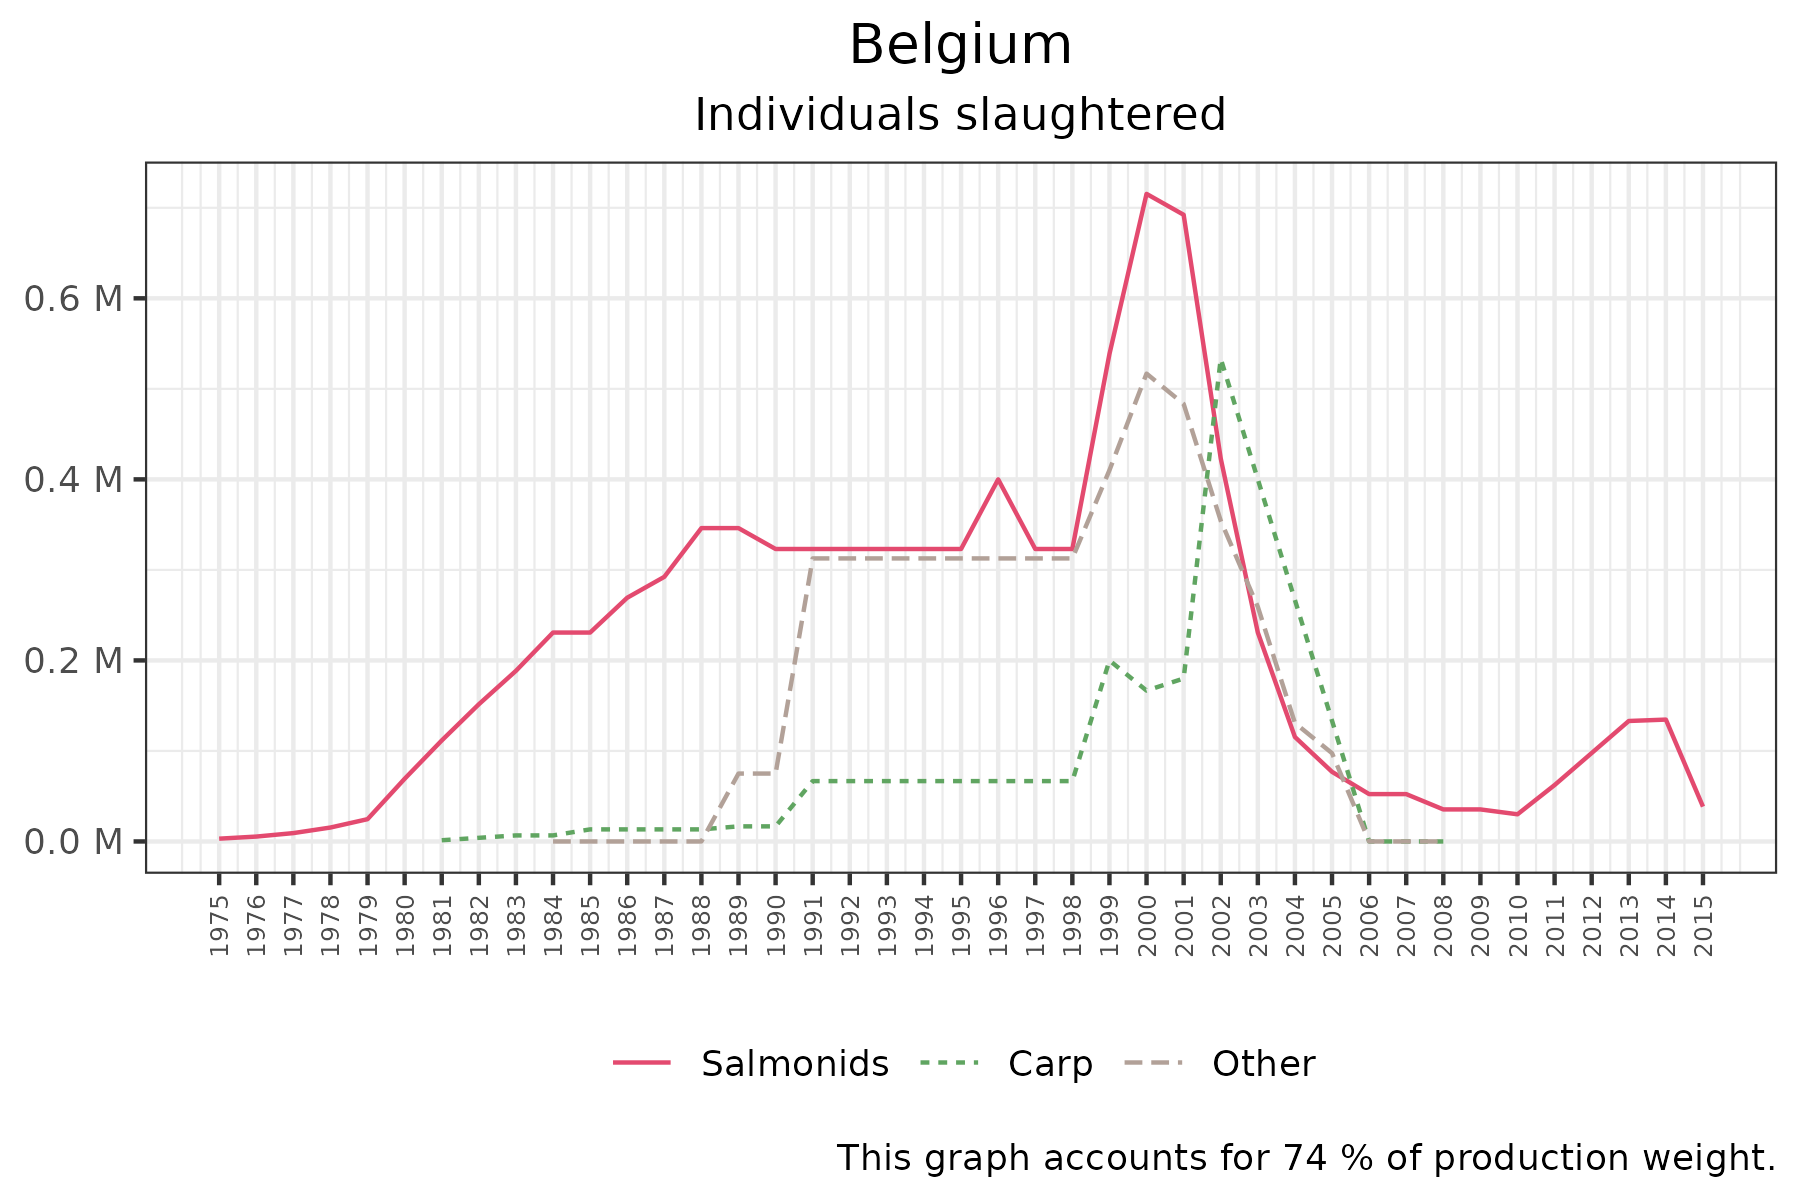 Belgium
Individuals slaughtered
0.6 M
0.4 M
0.2 M
0.0 M
1975 1976 1977 1978 1979 1980 1981 1982 1983 1984 1985 1986 1987 1988 1989 1990 1991 1992 1993 1994 1995 1996 1997 1998 1999 2000 2001 2002 2003 2004 2005 2006 2007 2008 2009 2010 2011 2012 2013 2014 2015
Salmonids Carp Other
This graph accounts for 74 % of production weight.